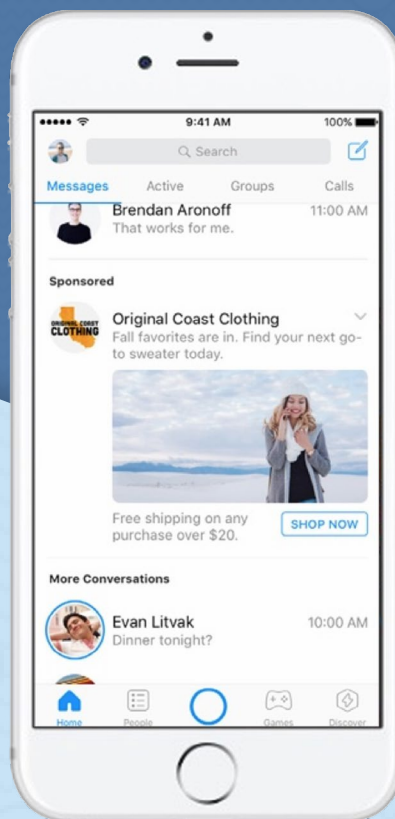 9:41 AM
100%
Search
Messages
Active
Groups
Calls
Brendan Aronoff
11:00 AM
That works for me.
Sponsored
ORIGINAL COAST
CLOTHING
Original Coast Clothing
Fall favorites are in. Find your next go-
to sweater today.
Free shipping on any
purchase over $20.
SHOP NOW
More Conversations
Evan Litvak
10:00 AM
Dinner tonight?
Home
People
Games
Discover